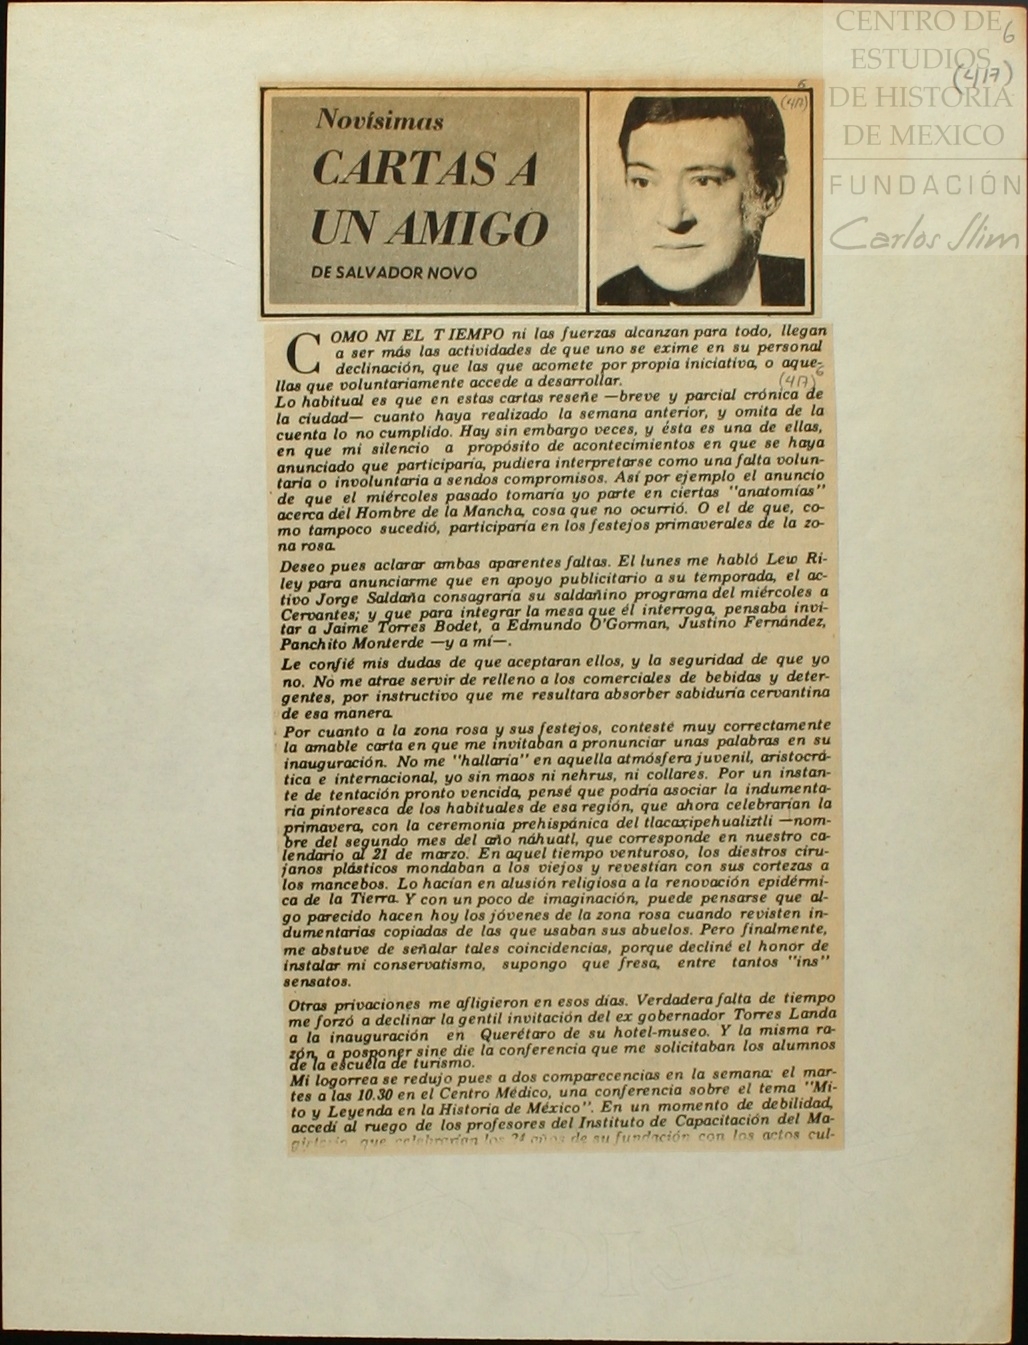 CENTRO DE
ESTUDIOS
DE HISTORIA
DE MEXICO
FUNDACIÓN
Carlos Slim
6
(4/17)
6
(4/17)
Novísimas
CARTAS A
UN AMIGO
DE SALVADOR NOVO
COMO NI EL TIEMPO ni las fuerzas alcanzan para todo, llegan
a ser más las actividades de que uno se exime en su personal
declinación, que las que acomete por propia iniciativa, o aque-
llas que voluntariamente accede a desarrollar.
(4/17) 6
Lo habitual es que en estas cartas reseñe —breve y parcial crónica de
la ciudad— cuanto haya realizado la semana anterior, y omita de la
cuenta lo no cumplido. Hay sin embargo veces, y ésta es una de ellas,
en que mi silencio a propósito de acontecimientos en que se haya
anunciado que participaría, pudiera interpretarse como una falta volun-
taria o involuntaria a sendos compromisos. Así por ejemplo el anuncio
de que el miércoles pasado tomaría yo parte en ciertas "anatomías"
acerca del Hombre de la Mancha, cosa que no ocurrió. O el de que, co-
mo tampoco sucedió, participaría en los festejos primaverales de la zo-
na rosa.
Deseo pues aclarar ambas aparentes faltas. El lunes me habló Lew Ri-
ley para anunciarme que en apoyo publicitario a su temporada, el ac-
tivo Jorge Saldaña consagraría su saldañino programa del miércoles a
Cervantes; y que para integrar la mesa que él interroga, pensaba invi-
tar a Jaime Torres Bodet, a Edmundo O'Gorman, Justino Fernández,
Panchito Monterde —y a mí—.
Le confié mis dudas de que aceptaran ellos, y la seguridad de que yo
no. No me atrae servir de relleno a los comerciales de bebidas y deter-
gentes, por instructivo que me resultara absorber sabiduría cervantina
de esa manera.
Por cuanto a la zona rosa y sus festejos, contesté muy correctamente
la amable carta en que me invitaban a pronunciar unas palabras en su
inauguración. No me "hallaría" en aquella atmósfera juvenil, aristocrá-
tica e internacional, yo sin maos ni nehrus, ni collares. Por un instan-
te de tentación pronto vencida, pensé que podría asociar la indumenta-
ria pintoresca de los habituales de esa región, que ahora celebrarían la
primavera, con la ceremonia prehispánica del tlacaxipehualiztli —nom-
bre del segundo mes del año náhuatl, que corresponde en nuestro ca-
lendario al 21 de marzo. En aquel tiempo venturoso, los diestros ciru-
janos plásticos mondaban a los viejos y revestían con sus cortezas a
los mancebos. Lo hacían en alusión religiosa a la renovación epidérmi-
ca de la Tierra. Y con un poco de imaginación, puede pensarse que al-
go parecido hacen hoy los jóvenes de la zona rosa cuando revisten in-
dumentarias copiadas de las que usaban sus abuelos. Pero finalmente,
me abstuve de señalar tales coincidencias, porque decliné el honor de
instalar mi conservatismo, supongo que fresa, entre tantos "ins"
sensatos.
Otras privaciones me afligieron en esos días. Verdadera falta de tiempo
me forzó a declinar la gentil invitación del ex gobernador Torres Landa
a la inauguración en Querétaro de su hotel-museo. Y la misma ra-
zón, a posponer sine die la conferencia que me solicitaban los alumnos
de la escuela de turismo.
Mi logorrea se redujo pues a dos comparecencias en la semana: el mar-
tes a las 10.30 en el Centro Médico, una conferencia sobre el tema "Mi-
to y Leyenda en la Historia de México". En un momento de debilidad,
accedí al ruego de los profesores del Instituto de Capacitación del Ma-
gisterio, que celebrarían los 24 años de su fundación con los actos cul-